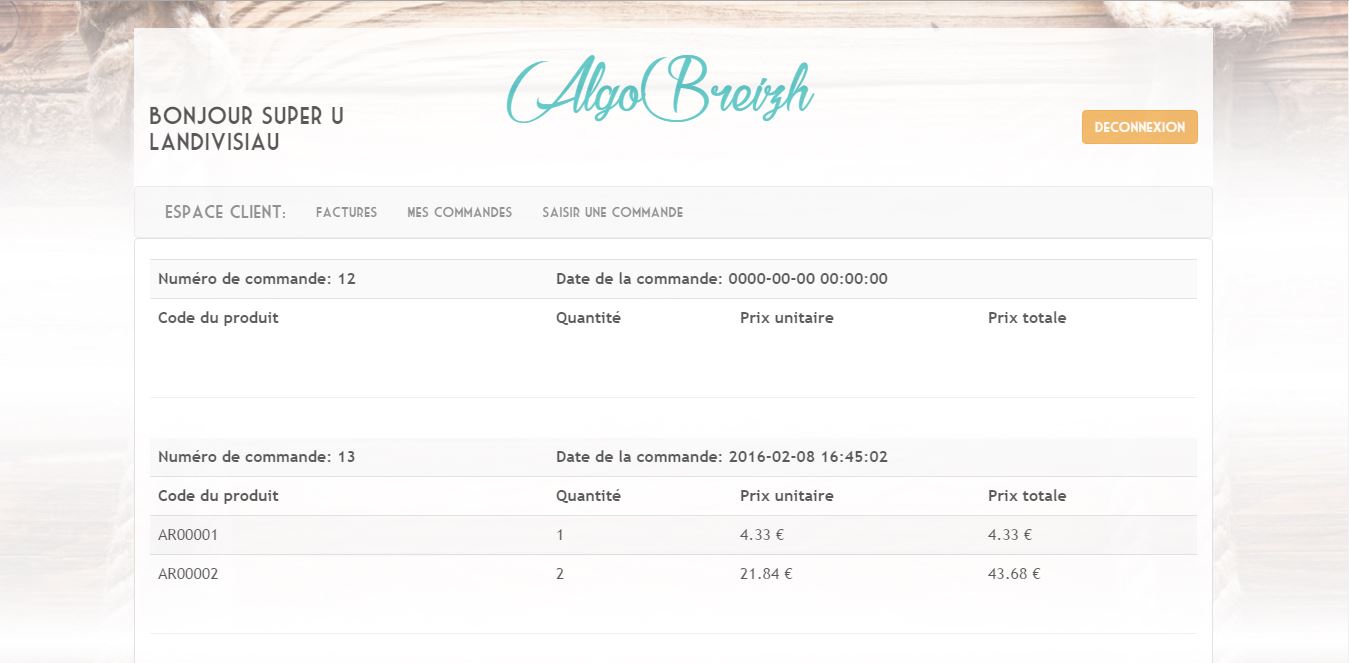 AlgoBreizh
BONJOUR SUPER U
LANDIVISIAU
DECONNEXION
ESPACE CLIENT: FACTURES MES COMMANDES SAISIR UNE COMMANDE
Numéro de commande: 12 Date de la commande: 0000-00-00 00:00:00
Code du produit Quantité Prix unitaire Prix totale
Numéro de commande: 13 Date de la commande: 2016-02-08 16:45:02
Code du produit Quantité Prix unitaire Prix totale
AR00001 1 4.33 € 4.33 €
AR00002 2 21.84 € 43.68 €